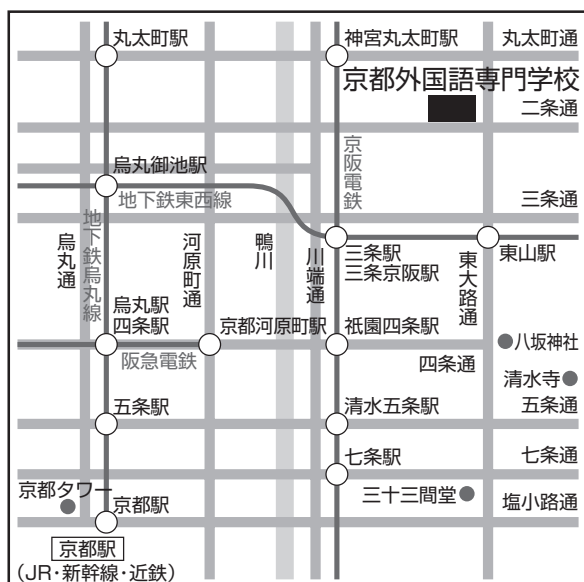 丸太町駅
神宮丸太町駅
丸太町通
京都外国語専門学校
二条通
京阪電鉄
烏丸御池駅
地下鉄東西線
三条通
地下鉄烏丸線
烏丸通
河原町通
鴨川
川端通
三条駅
三条京阪駅
東大路通
東山駅
烏丸駅
四条駅
京都河原町駅
祇園四条駅
八坂神社
阪急電鉄
四条通
清水寺
五条駅
清水五条駅
五条通
七条駅
七条通
京都タワー
京都駅
三十三間堂
塩小路通
京都駅
(JR・新幹線・近鉄)